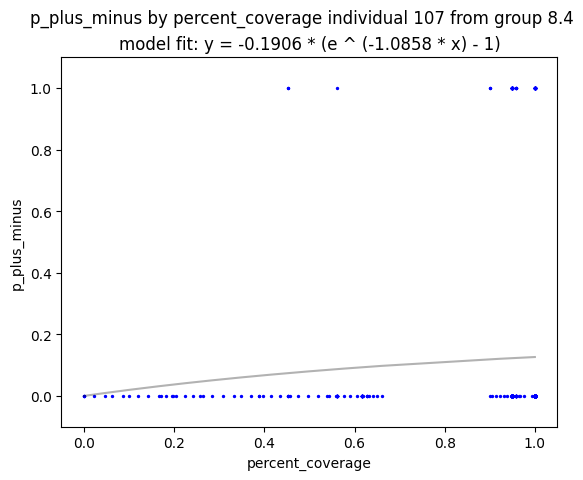 p_plus_minus by percent_coverage individual 107 from group 8.4
model fit: y = -0.1906 * (e ^ (-1.0858 * x) - 1)
1.0
0.8
0.6
0.4
0.2
0.0
p_plus_minus
0.0 0.2 0.4 0.6 0.8 1.0
percent_coverage